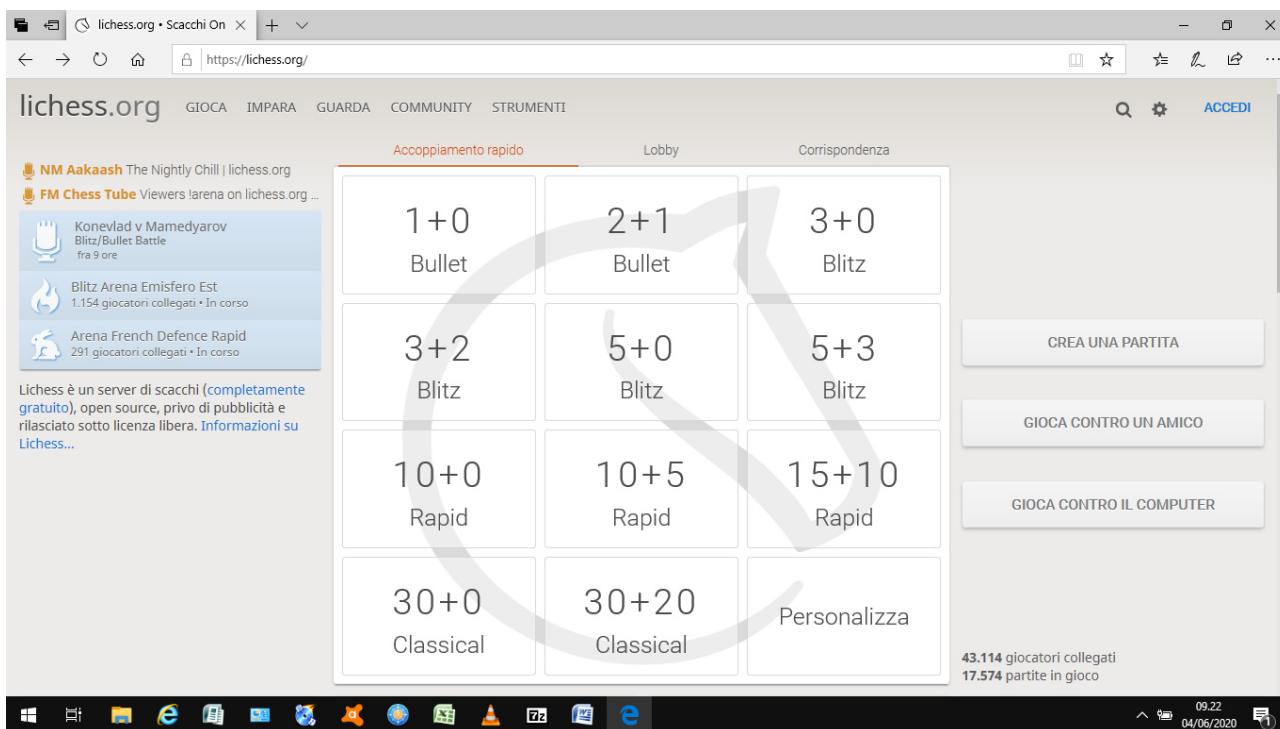 lichess.org • Scacchi On
https://lichess.org/
lichess.org GIOCA IMPARA GUARDA COMMUNITY STRUMENTI ACCEDI
Accoppiamento rapido Lobby Corrispondenza
NM Aakaash The Nightly Chill | lichess.org
FM Chess Tube Viewers !arena on lichess.org ...
Konevlad v Mamedyarov
Blitz/Bullet Battle
fra 9 ore
Blitz Arena Emisfero Est
1.154 giocatori collegati • In corso
Arena French Defence Rapid
291 giocatori collegati • In corso
Lichess è un server di scacchi (completamente
gratuito), open source, privo di pubblicità e
rilasciato sotto licenza libera. Informazioni su
Lichess...
1+0 2+1 3+0
Bullet Bullet Blitz
3+2 5+0 5+3
Blitz Blitz Blitz
10+0 10+5 15+10
Rapid Rapid Rapid
30+0 30+20 Personalizza
Classical Classical
CREA UNA PARTITA
GIOCA CONTRO UN AMICO
GIOCA CONTRO IL COMPUTER
43.114 giocatori collegati
17.574 partite in gioco
7z
09.22
04/06/2020
1